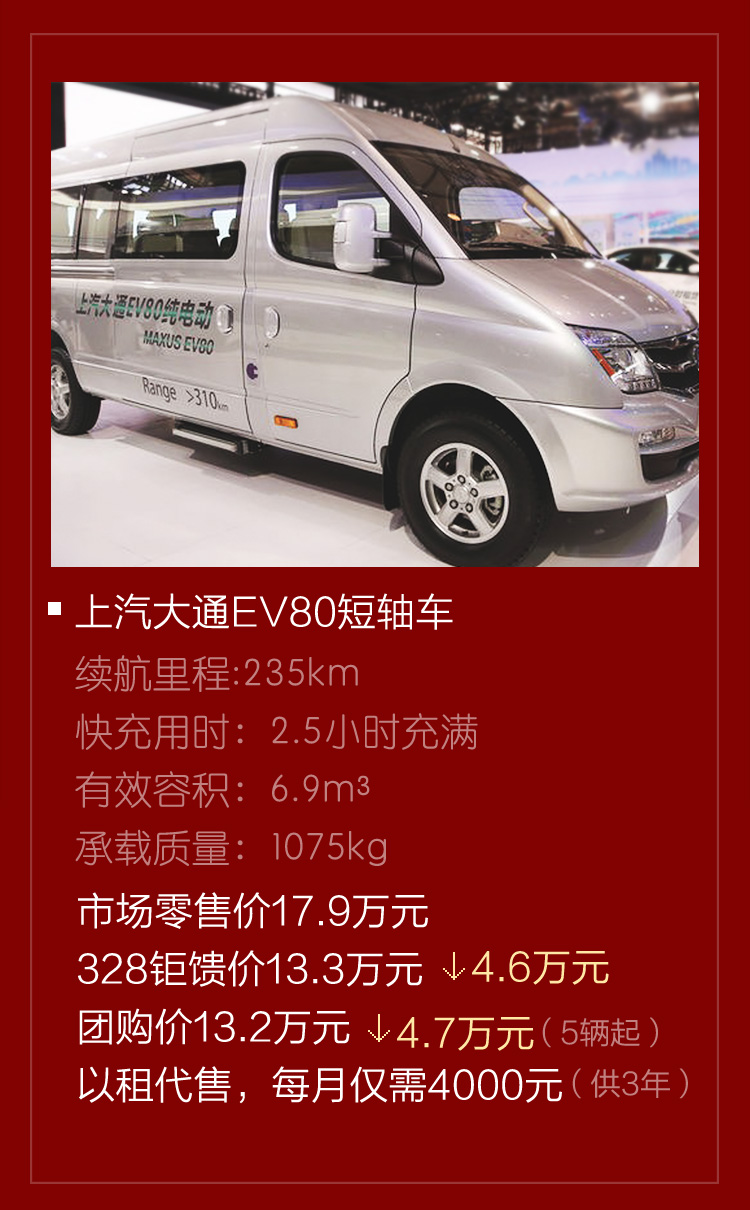 上汽大通EV80纯电动
MAXUS EV80
Range >310km
上汽大通EV80短轴车
续航里程:235km
快充用时：2.5小时充满
有效容积：6.9m³
承载质量：1075kg
市场零售价17.9万元
328钜馈价13.3万元 ↓4.6万元
团购价13.2万元 ↓4.7万元（5辆起）
以租代售，每月仅需4000元（供3年）